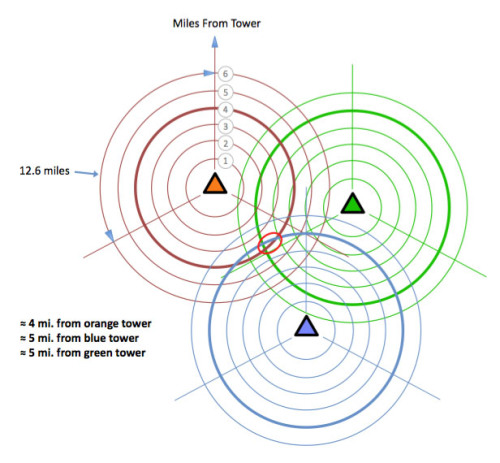 Miles From Tower
6
5
4
3
2
1
12.6 miles
≈ 4 mi. from orange tower
≈ 5 mi. from blue tower
≈ 5 mi. from green tower